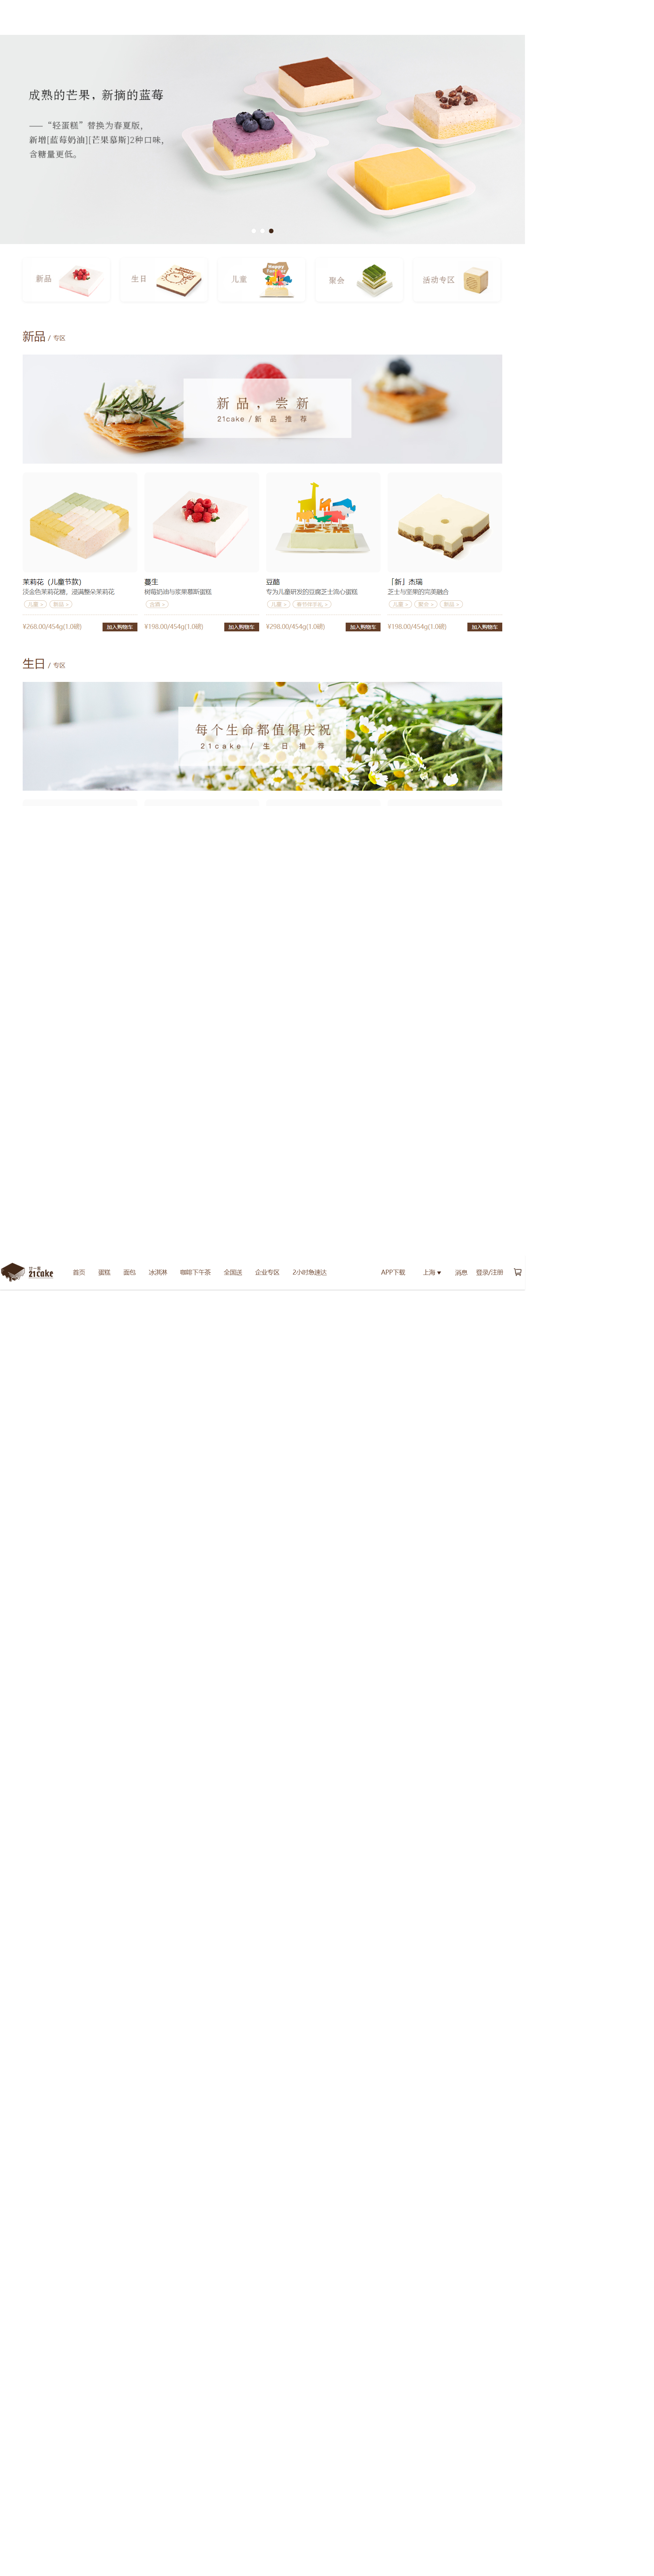 成熟的芒果，新摘的蓝莓
——“轻蛋糕”替换为春夏版，
新增[蓝莓奶油][芒果慕斯]2种口味，
含糖量更低。
新品
生日
儿童
聚会
活动专区
新品 / 专区
新品，尝新
21cake / 新品推荐
茉莉花（儿童节款）
淡金色茉莉花糖，浸满整朵茉莉花
儿童
新品
¥268.00/454g(1.0磅)
加入购物车
蔓生
树莓奶油与浆果慕斯蛋糕
¥198.00/454g(1.0磅)
加入购物车
豆酷
专为儿童研发的豆腐芝士流心蛋糕
儿童
¥298.00/454g(1.0磅)
加入购物车
「新」杰瑞
芝士与坚果的完美融合
儿童
新品
¥198.00/454g(1.0磅)
加入购物车
生日 / 专区
每个生命都值得庆祝
21cake / 生日推荐
廿一客
21cake
首页
蛋糕
面包
冰淇淋
咖啡下午茶
全国送
企业专区
2小时急速达
APP下载
上海
消息
登录/注册